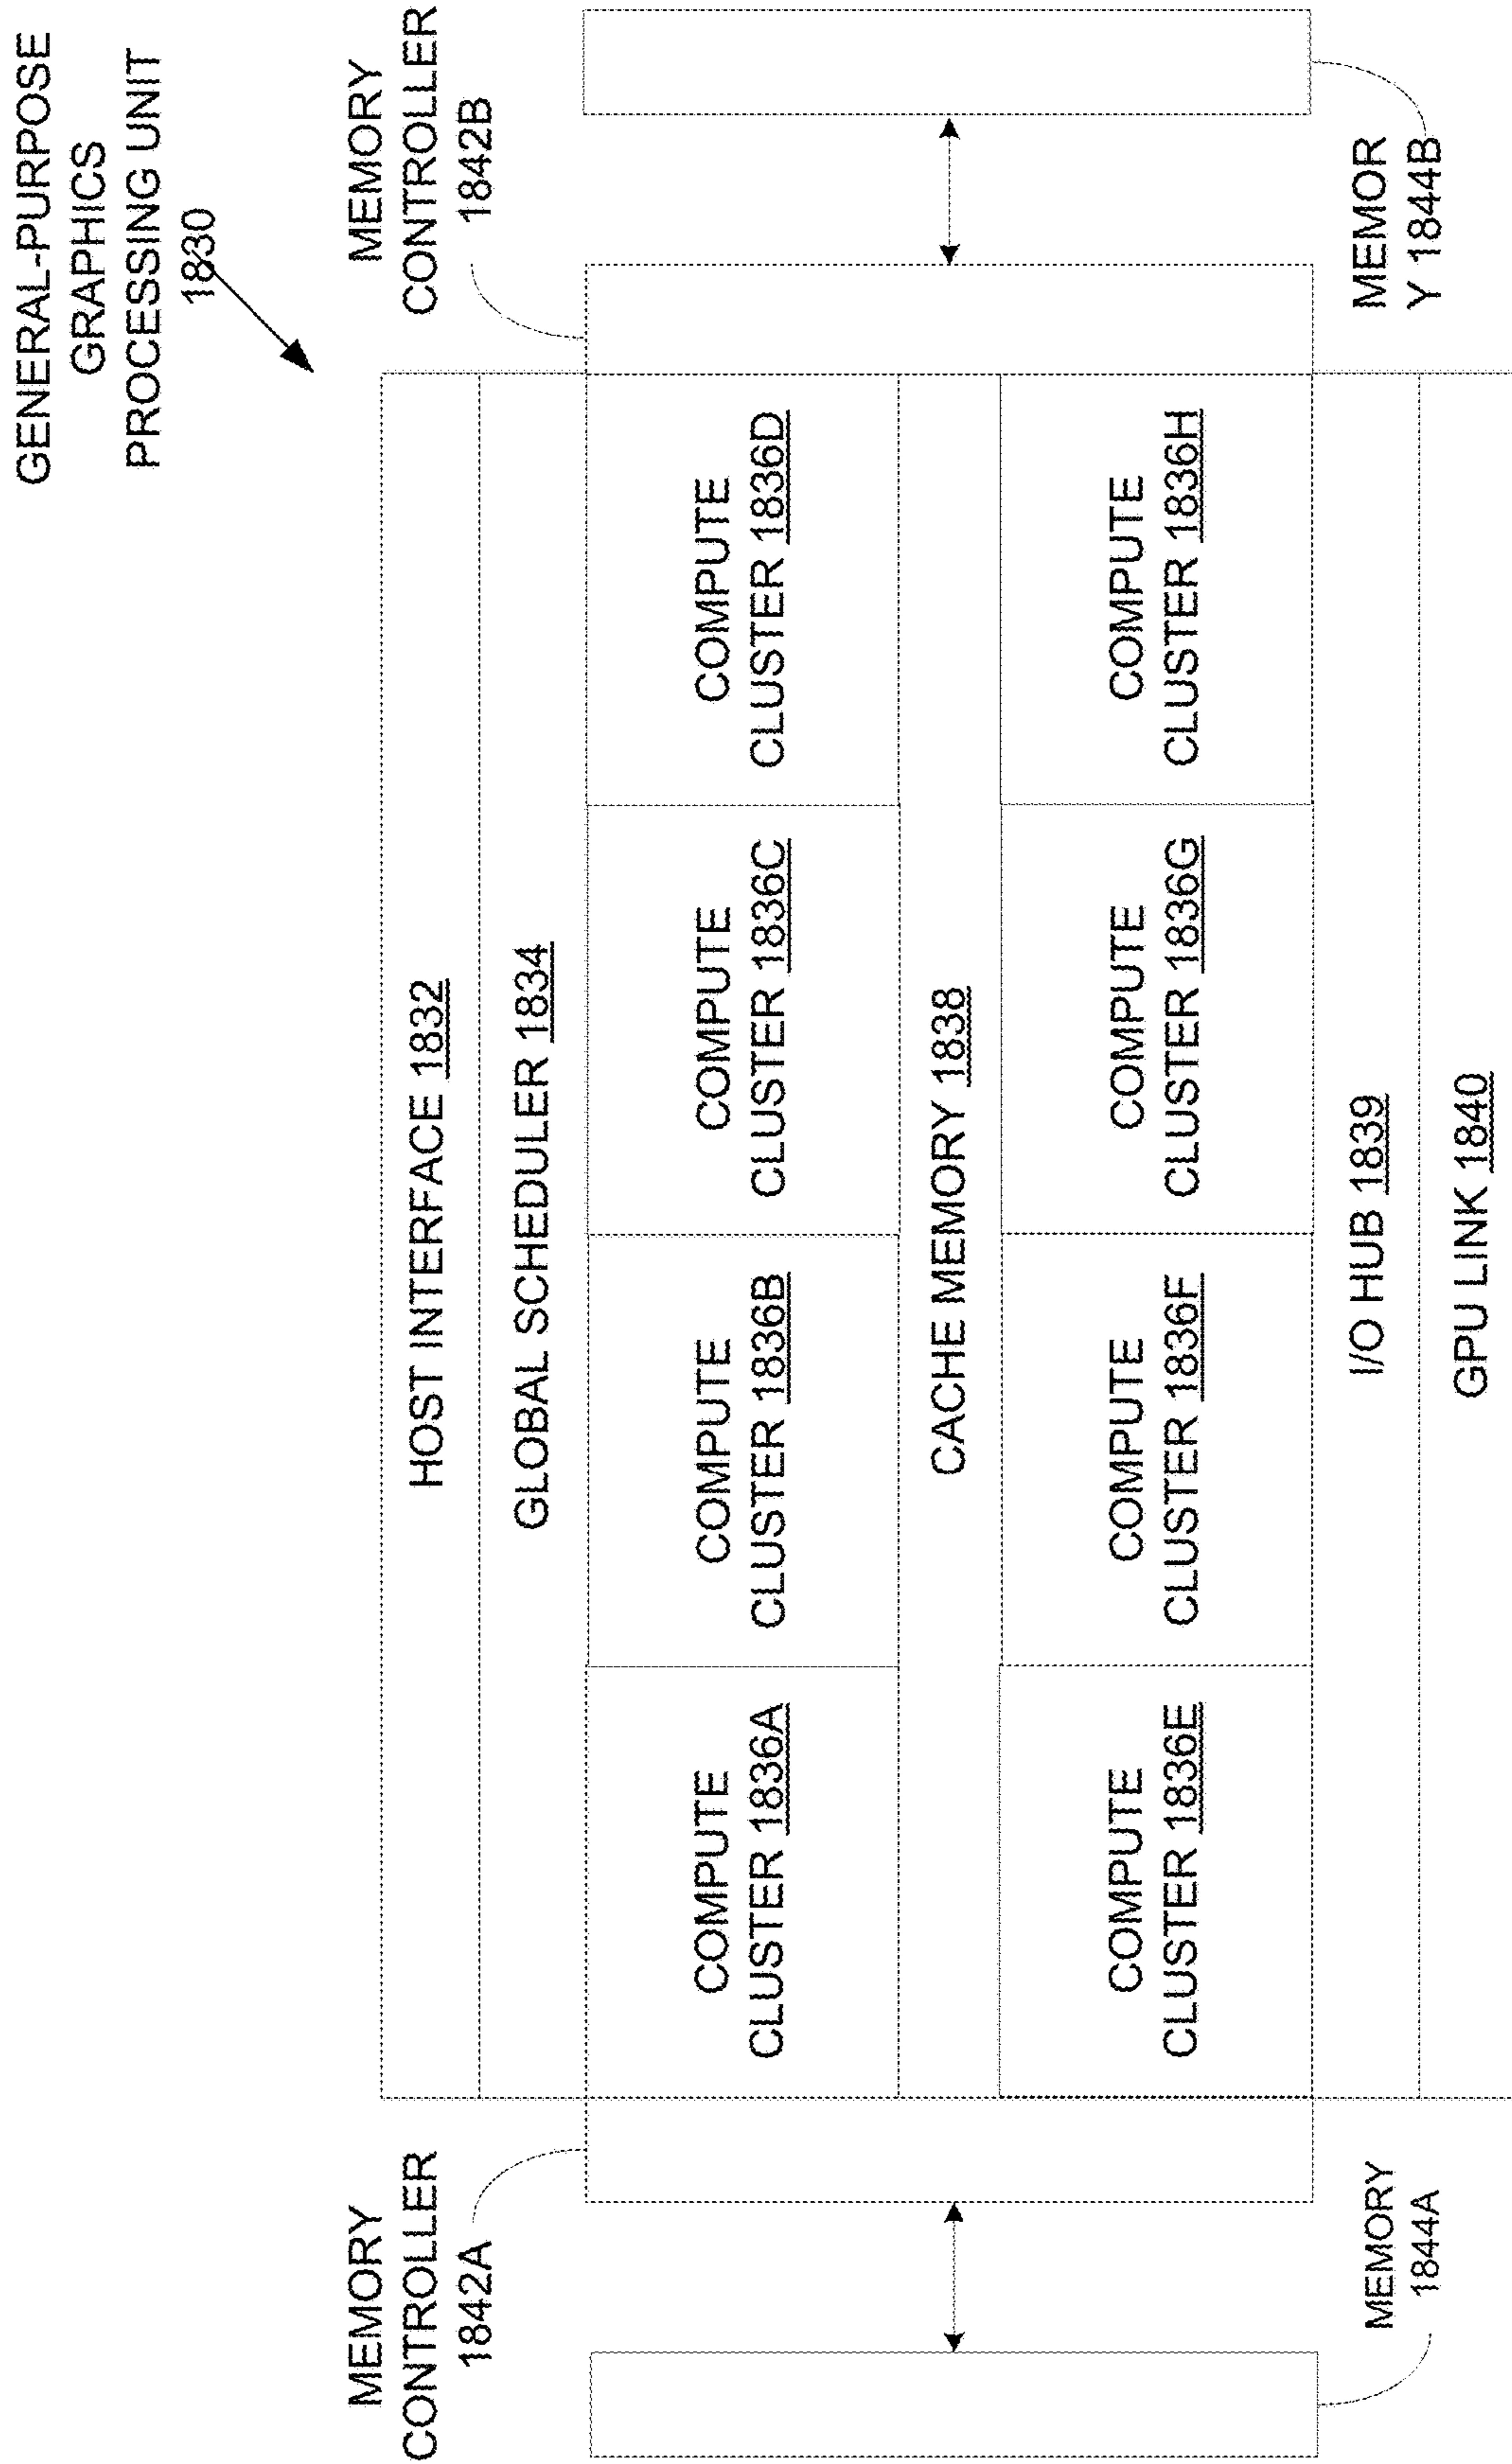 GENERAL-PURPOSE
GRAPHICS
PROCESSING UNIT
1830
MEMORY
CONTROLLER
1842A
MEMORY
CONTROLLER
1842B
HOST INTERFACE 1832
GLOBAL SCHEDULER 1834
COMPUTE
CLUSTER 1836A
COMPUTE
CLUSTER 1836B
COMPUTE
CLUSTER 1836C
COMPUTE
CLUSTER 1836D
CACHE MEMORY 1838
COMPUTE
CLUSTER 1836E
COMPUTE
CLUSTER 1836F
COMPUTE
CLUSTER 1836G
COMPUTE
CLUSTER 1836H
I/O HUB 1839
GPU LINK 1840
MEMORY
1844A
MEMOR
Y 1844B